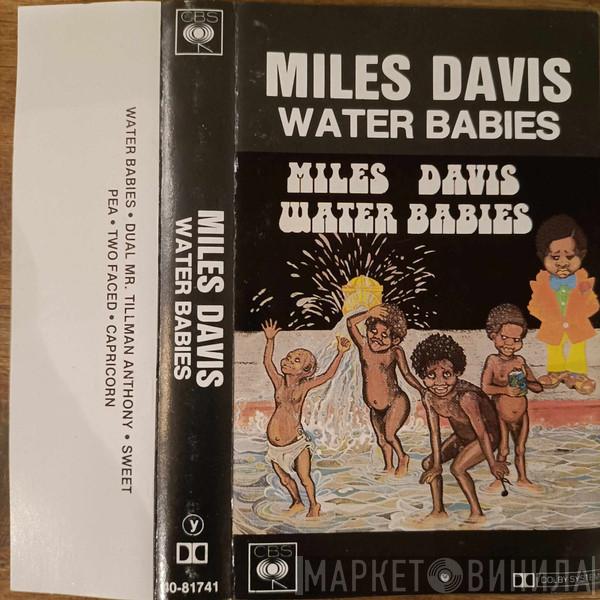 WATER BABIES • DUAL MR. TILLMAN ANTHONY • SWEET
PEA • TWO FACED • CAPRICORN
CBS
MILES DAVIS
WATER BABIES
y
40-81741
MILES DAVIS
WATER BABIES
MILES DAVIS
WATER BABIES
CBS
DOLBY SYSTEM
МАРКЕТ ВИНИЛА